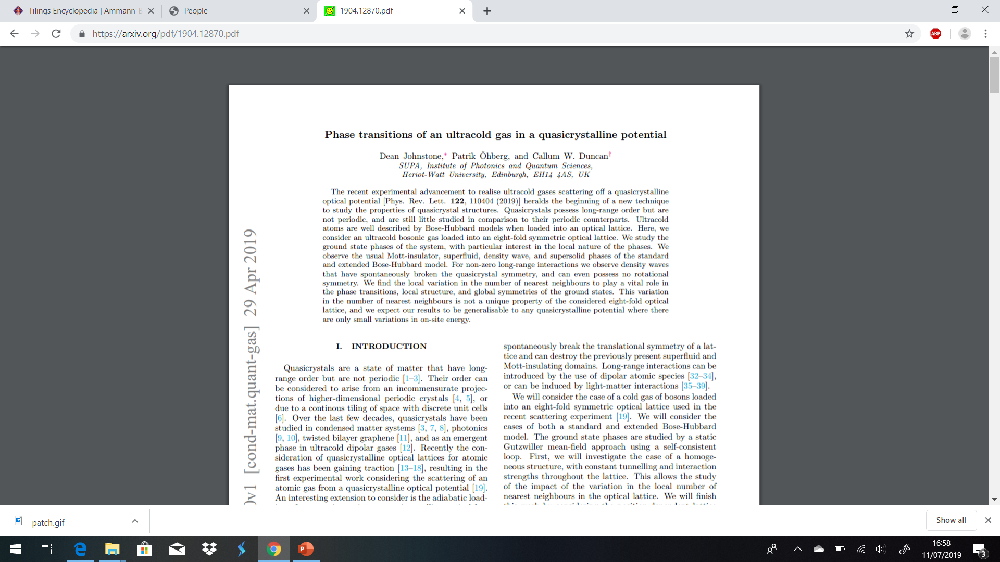 Tilings Encyclopedia | Ammann-B
People
1904.12870.pdf
https://arxiv.org/pdf/1904.12870.pdf
ABP
Phase transitions of an ultracold gas in a quasicrystalline potential
Dean Johnstone,* Patrik Öhberg, and Callum W. Duncan†
SUPA, Institute of Photonics and Quantum Sciences,
Heriot-Watt University, Edinburgh, EH14 4AS, UK
The recent experimental advancement to realise ultracold gases scattering off a quasicrystalline
optical potential [Phys. Rev. Lett. 122, 110404 (2019)] heralds the beginning of a new technique
to study the properties of quasicrystal structures. Quasicrystals possess long-range order but are
not periodic, and are still little studied in comparison to their periodic counterparts. Ultracold
atoms are well described by Bose-Hubbard models when loaded into an optical lattice. Here, we
consider an ultracold bosonic gas loaded into an eight-fold symmetric optical lattice. We study the
ground state phases of the system, with particular interest in the local nature of the phases. We
observe the usual Mott-insulator, superfluid, density wave, and supersolid phases of the standard
and extended Bose-Hubbard model. For non-zero long-range interactions we observe density waves
that have spontaneously broken the quasicrystal symmetry, and can even possess no rotational
symmetry. We find the local variation in the number of nearest neighbours to play a vital role in
the phase transitions, local structure, and global symmetries of the ground states. This variation
in the number of nearest neighbours is not a unique property of the considered eight-fold optical
lattice, and we expect our results to be generalisable to any quasicrystalline potential where there
are only small variations in on-site energy.
0v1 [cond-mat.quant-gas] 29 Apr 2019
I. INTRODUCTION
Quasicrystals are a state of matter that have long-
range order but are not periodic [1–3]. Their order can
be considered to arise from an incommensurate projec-
tions of higher-dimensional periodic crystals [4, 5], or
due to a continous tiling of space with discrete unit cells
[6]. Over the last few decades, quasicrystals have been
studied in condensed matter systems [3, 7, 8], photonics
[9, 10], twisted bilayer graphene [11], and as an emergent
phase in ultracold dipolar gases [12]. Recently the con-
sideration of quasicrystalline optical lattices for atomic
gases has been gaining traction [13–18], resulting in the
first experimental work considering the scattering of an
atomic gas from a quasicrystalline optical potential [19].
An interesting extension to consider is the adiabatic load-
spontaneously break the translational symmetry of a lat-
tice and can destroy the previously present superfluid and
Mott-insulating domains. Long-range interactions can be
introduced by the use of dipolar atomic species [32–34],
or can be induced by light-matter interactions [35–39].
We will consider the case of a cold gas of bosons loaded
into an eight-fold symmetric optical lattice used in the
recent scattering experiment [19]. We will consider the
cases of both a standard and extended Bose-Hubbard
model. The ground state phases are studied by a static
Gutzwiller mean-field approach using a self-consistent
loop. First, we will investigate the case of a homoge-
neous structure, with constant tunnelling and interaction
strengths throughout the lattice. This allows the study
of the impact of the variation in the local number of
nearest neighbours in the optical lattice. We will finish
patch.gif
Show all
16:58
11/07/2019
3